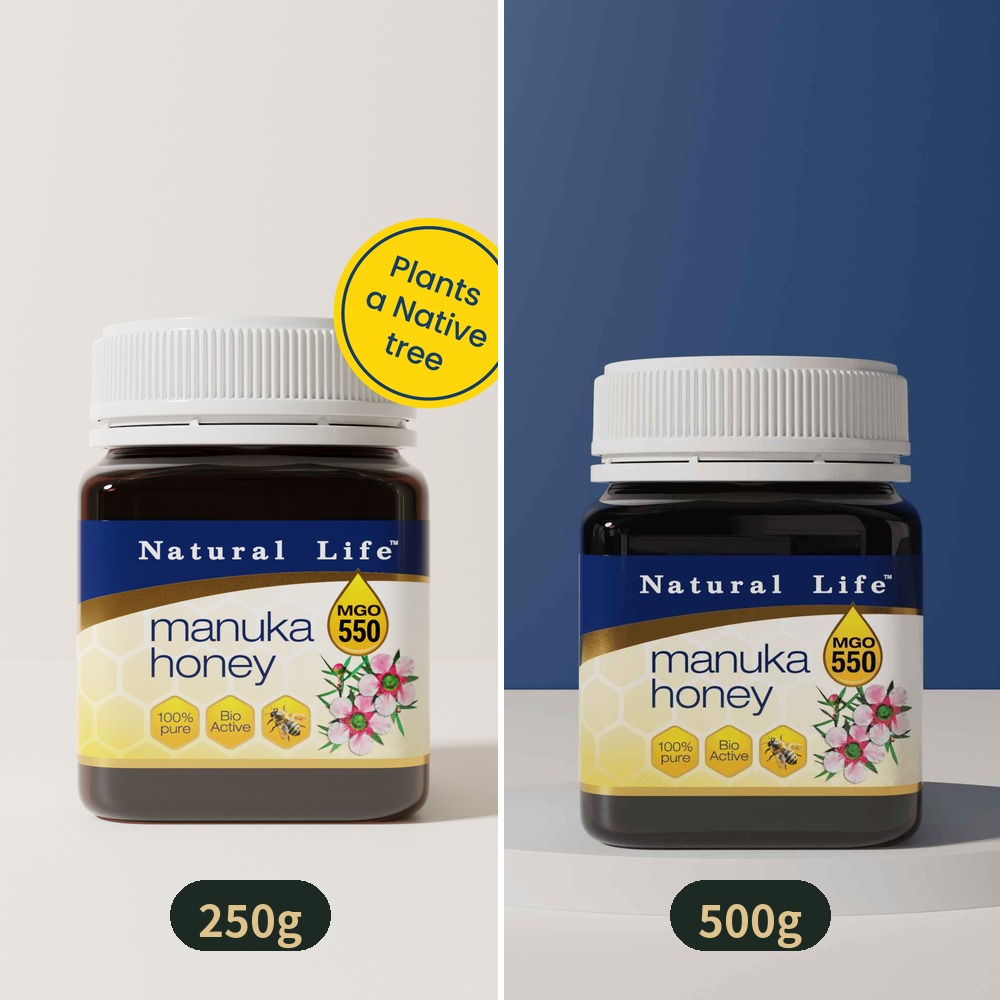 Plants
a Native
tree
Natural Life™
MGO
550
manuka
honey
100%
pure
Bio
Active
250g
Natural Life™
MGO
550
manuka
honey
100%
pure
Bio
Active
500g